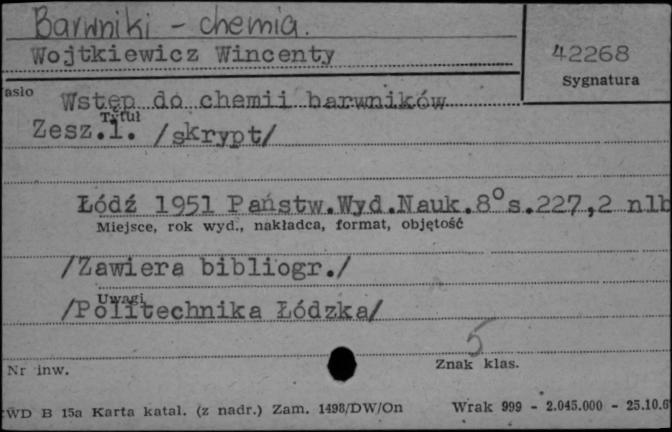 Barwniki - chemia.
Wojtkiewicz Wincenty
42268
Sygnatura
asło
Wstęp do chemii barwników
Tytuł
Zesz.1. /skrypt/
Łódź 1951 Państw.Wyd.Nauk.8°s.227,2 nlb
Miejsce, rok wyd., nakładca, format, objętość
/Zawiera bibliogr./
Uwagi
/Politechnika Łódzka/
5
Nr inw.
Znak klas.
WD B 15a Karta katal. (z nadr.) Zam. 1498/DW/On Wrak 999 - 2.045.000 - 25.10.6